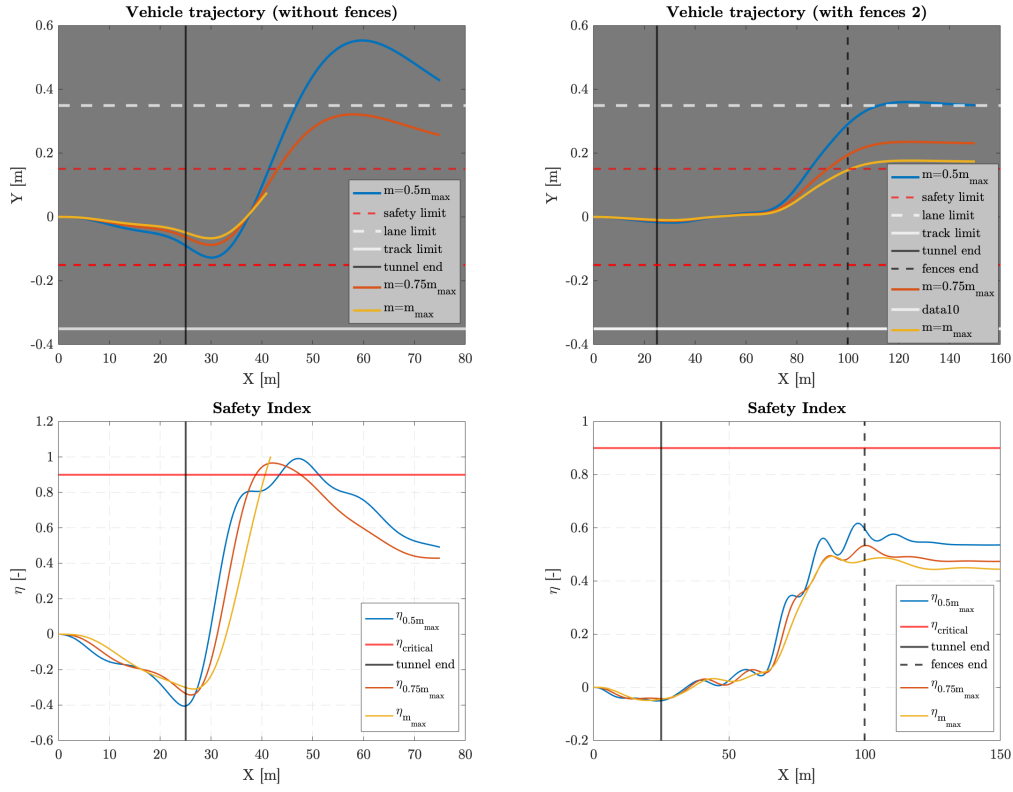 Vehicle trajectory (without fences)
0.6
0.4
0.2
0
-0.2
-0.4
Y [m]
0 10 20 30 40 50 60 70 80
X [m]
m=0.5m_max
safety limit
lane limit
track limit
tunnel end
m=0.75m_max
m=m_max
Vehicle trajectory (with fences 2)
0.6
0.4
0.2
0
-0.2
-0.4
Y [m]
0 20 40 60 80 100 120 140 160
X [m]
m=0.5m_max
safety limit
lane limit
track limit
tunnel end
fences end
m=0.75m_max
data10
m=m_max
Safety Index
1.2
1
0.8
0.6
0.4
0.2
0
-0.2
-0.4
-0.6
η [-]
0 10 20 30 40 50 60 70 80
X [m]
η_0.5m_max
η_critical
tunnel end
η_0.75m_max
η_m_max
Safety Index
1
0.8
0.6
0.4
0.2
0
-0.2
η [-]
0 50 100 150
X [m]
η_0.5m_max
η_critical
tunnel end
fences end
η_0.75m_max
η_m_max